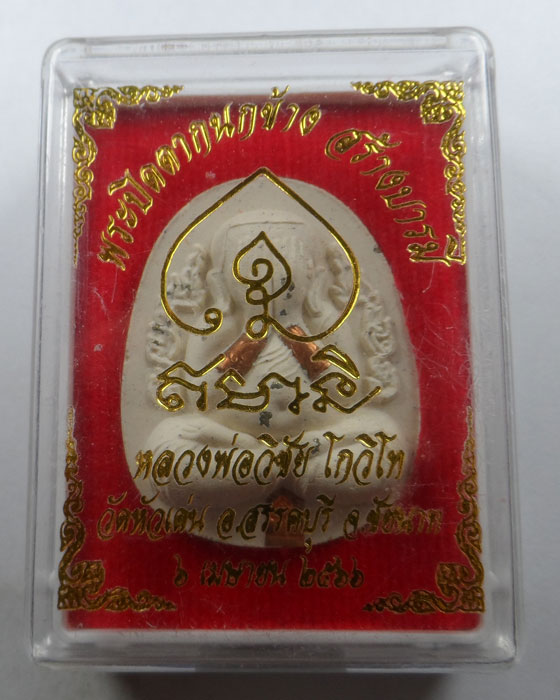 พระปิดตากนกข้าง สร้างบารมี
หลวงพ่อวิชัย โกวิโท
วัดหัวเด่น อ.สรรคบุรี จ.ชัยนาท
๖ เมษายน ๒๕๖๖